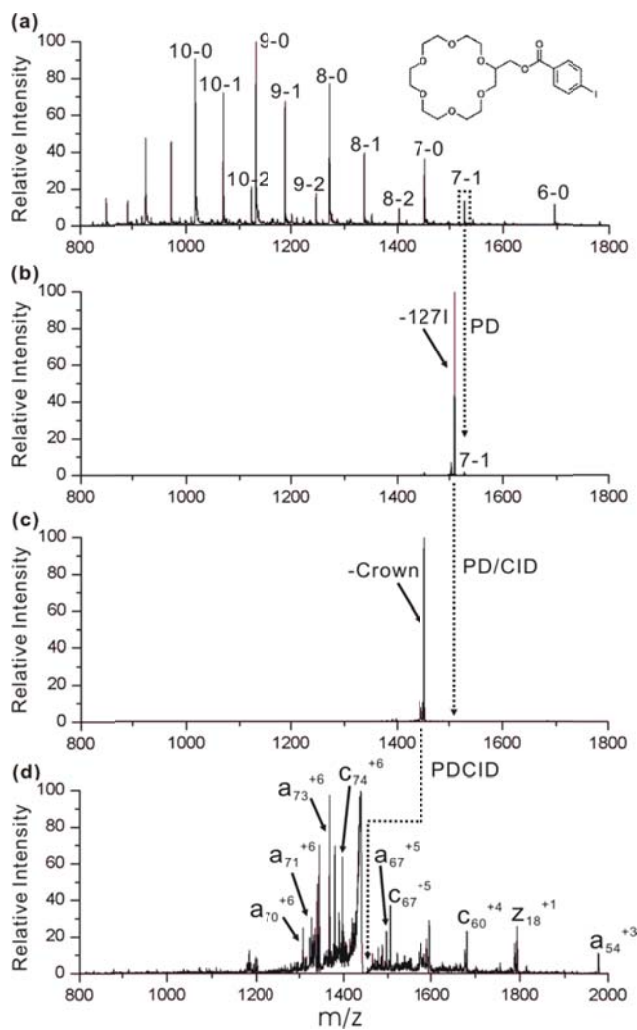 (a)
Relative Intensity
100
80
60
40
20
0
10-0
10-1
10-2
9-0
9-1
9-2
8-0
8-1
8-2
7-0
7-1
6-0
O
O
O
O
O
O
O
O
I
800 1000 1200 1400 1600 1800
(b)
Relative Intensity
100
80
60
40
20
0
-127I
PD
7-1
800 1000 1200 1400 1600 1800
(c)
Relative Intensity
100
80
60
40
20
0
-Crown
PD/CID
800 1000 1200 1400 1600 1800
(d)
Relative Intensity
100
80
60
40
20
0
PDCID
a70+6
a71+6
a73+6
c74+6
a67+5
c67-5
c60+4
z18+1
a54+3
800 1000 1200 1400 1600 1800 2000
m/z